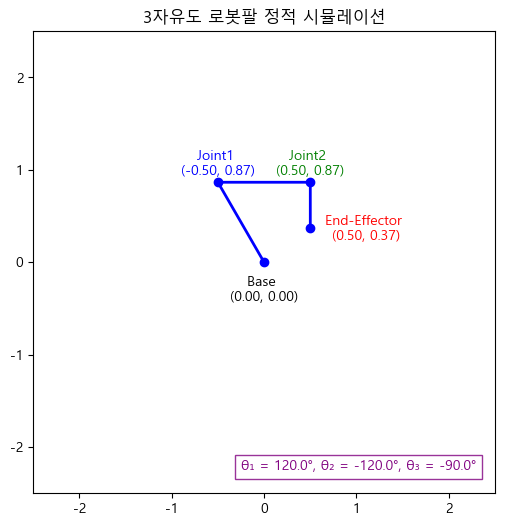 3자유도 로봇팔 정적 시뮬레이션
2
1
0
-1
-2
Joint1
(-0.50, 0.87)
Joint2
(0.50, 0.87)
End-Effector
(0.50, 0.37)
Base
(0.00, 0.00)
θ₁ = 120.0°, θ₂ = -120.0°, θ₃ = -90.0°
-2
-1
0
1
2